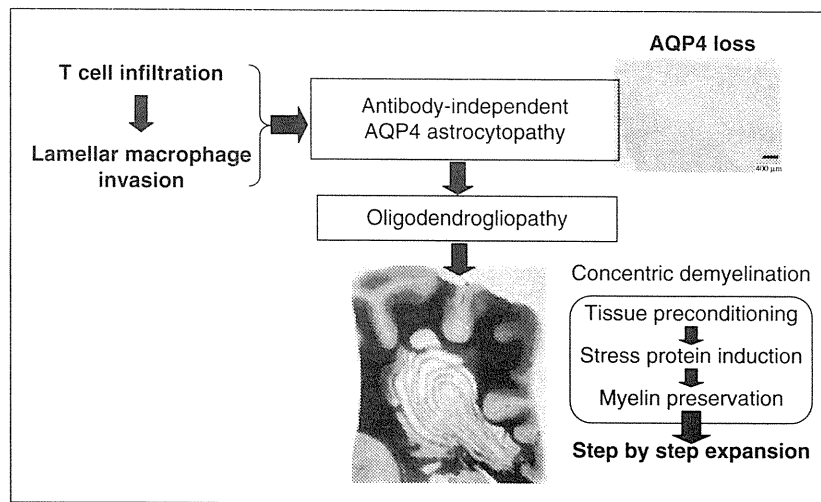 AQP4 loss
T cell infiltration
Lamellar macrophage
invasion
Antibody-independent
AQP4 astrocytopathy
400 µm
Oligodendrogliopathy
Concentric demyelination
Tissue preconditioning
Stress protein induction
Myelin preservation
Step by step expansion